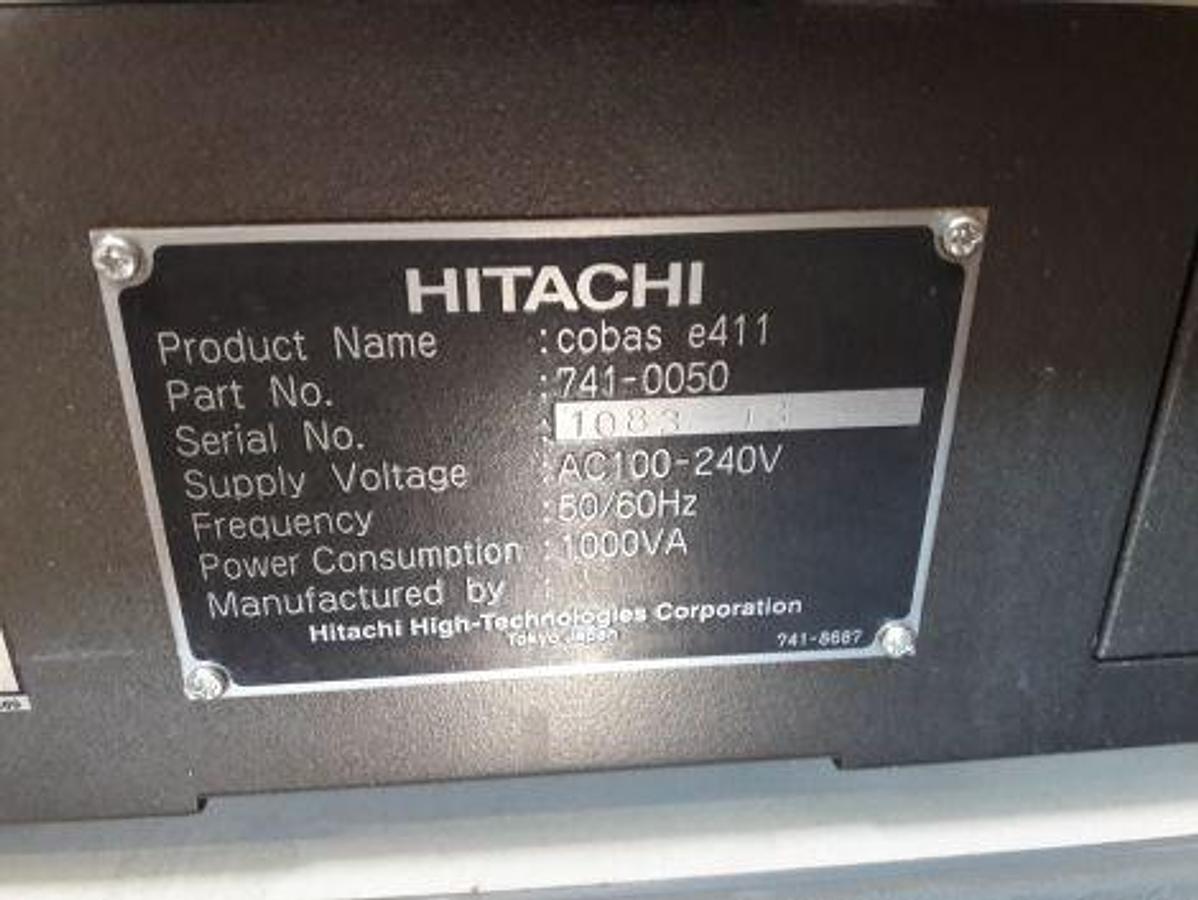 HITACHI
Product Name :cobas e411
Part No. :741-0050
Serial No. :
Supply Voltage :AC100-240V
Frequency :50/60Hz
Power Consumption :1000VA
Manufactured by :
Hitachi High-Technologies Corporation
Tokyo Japan
741-8687